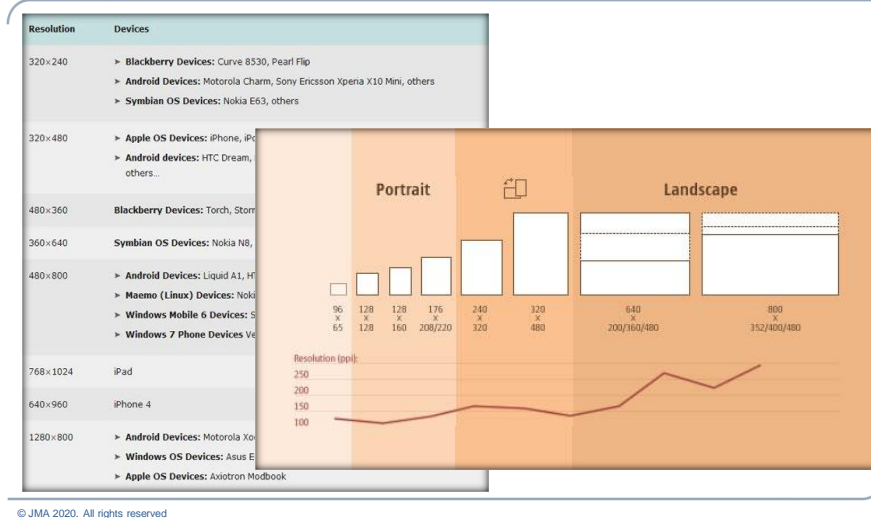 Resolution Devices
320×240
➤ Blackberry Devices: Curve 8530, Pearl Flip
➤ Android Devices: Motorola Charm, Sony Ericsson Xperia X10 Mini, others
➤ Symbian OS Devices: Nokia E63, others
320×480
➤ Apple OS Devices: iPhone,
➤ Android devices: HTC Dream,
others...
480×360 Blackberry Devices: Torch,
360×640 Symbian OS Devices: Nokia N8,
480×800
➤ Android Devices: Liquid A1,
➤ Maemo (Linux) Devices:
➤ Windows Mobile 6 Devices:
➤ Windows 7 Phone Devices
768×1024 iPad
640×960 iPhone 4
1280×800
➤ Android Devices: Motorola
➤ Windows OS Devices: Asus
➤ Apple OS Devices: Axiotron Modbook
Portrait Landscape
96 128 128 176 240 320 640 800
x x x x x x x x
65 128 160 208/220 320 480 200/360/480 352/400/480
Resolution (ppi):
250
200
150
100
© JMA 2020. All rights reserved